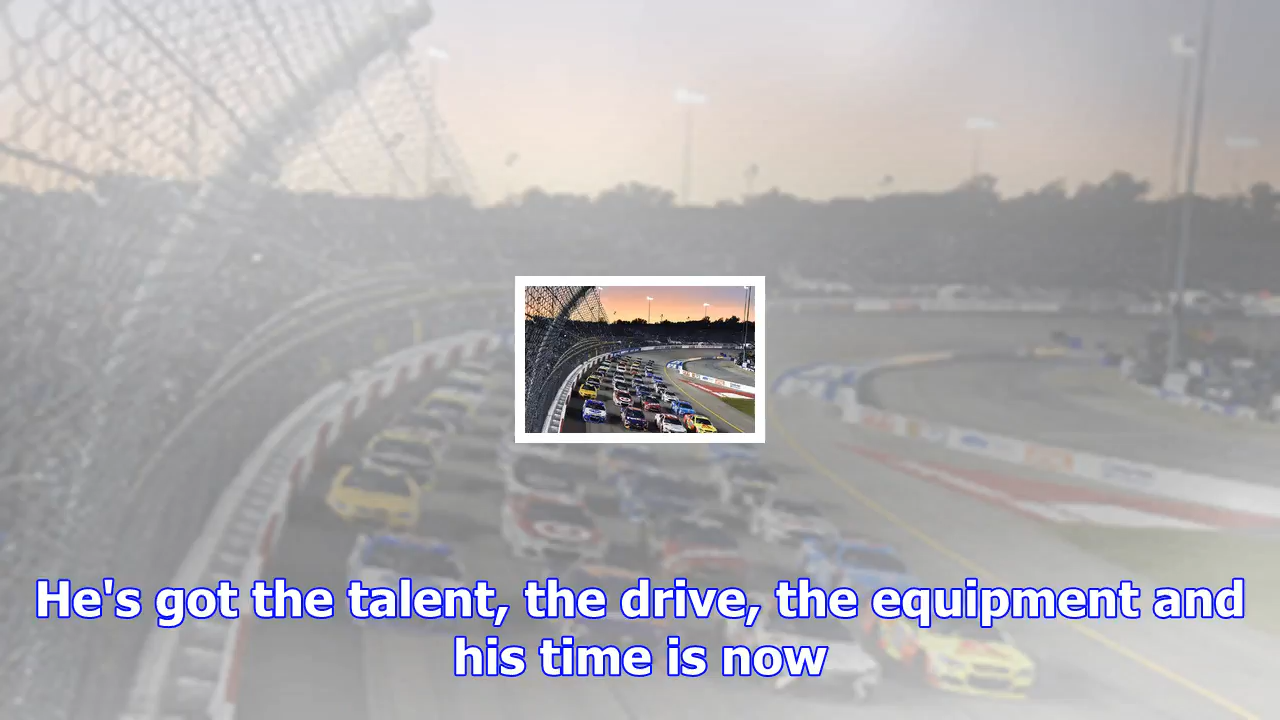 He's got the talent, the drive, the equipment and
his time is now